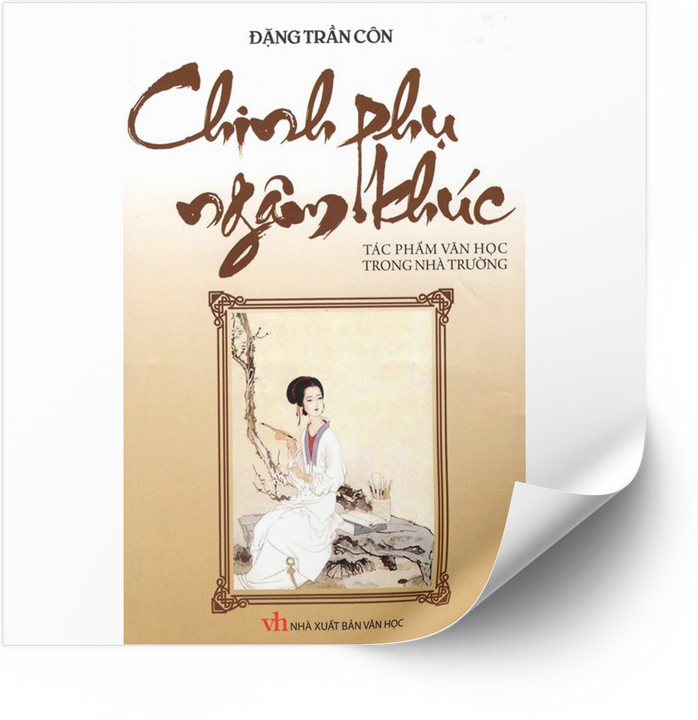 ĐẶNG TRẦN CÔN
Chinh phụ
ngâm khúc
TÁC PHẨM VĂN HỌC
TRONG NHÀ TRƯỜNG
vh NHÀ XUẤT BẢN VĂN HỌC